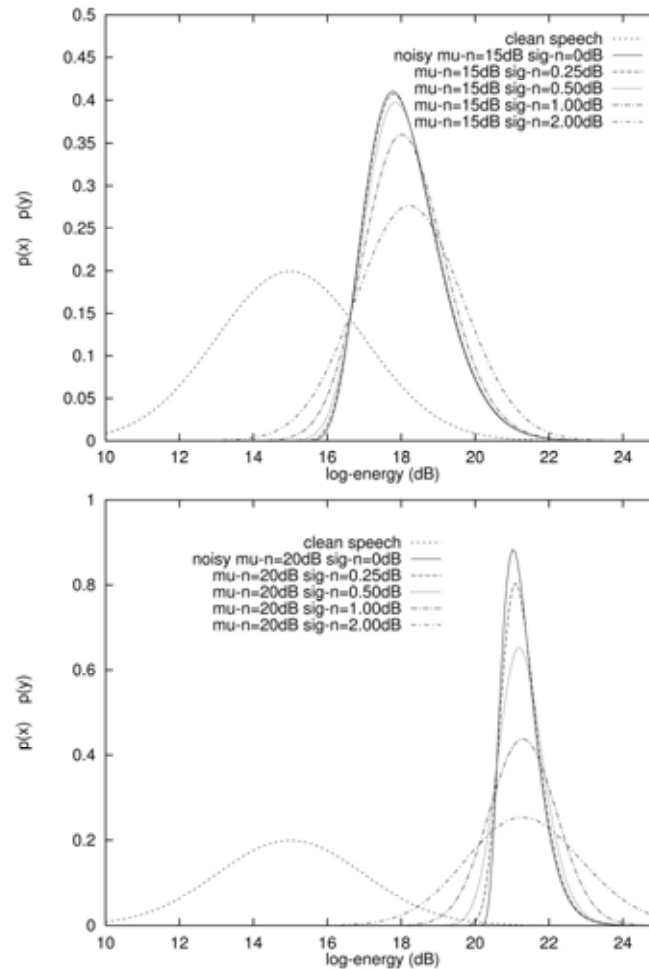 0.5
0.45
0.4
0.35
0.3
0.25
0.2
0.15
0.1
0.05
0
p(x) p(y)
clean speech
noisy mu-n=15dB sig-n=0dB
mu-n=15dB sig-n=0.25dB
mu-n=15dB sig-n=0.50dB
mu-n=15dB sig-n=1.00dB
mu-n=15dB sig-n=2.00dB
10 12 14 16 18 20 22 24
log-energy (dB)
1
0.8
0.6
0.4
0.2
0
p(x) p(y)
clean speech
noisy mu-n=20dB sig-n=0dB
mu-n=20dB sig-n=0.25dB
mu-n=20dB sig-n=0.50dB
mu-n=20dB sig-n=1.00dB
mu-n=20dB sig-n=2.00dB
10 12 14 16 18 20 22 24
log-energy (dB)